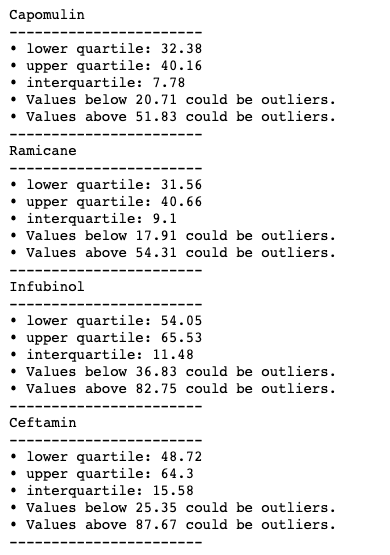 Capomulin
-----------------------
• lower quartile: 32.38
• upper quartile: 40.16
• interquartile: 7.78
• Values below 20.71 could be outliers.
• Values above 51.83 could be outliers.
-----------------------
Ramicane
-----------------------
• lower quartile: 31.56
• upper quartile: 40.66
• interquartile: 9.1
• Values below 17.91 could be outliers.
• Values above 54.31 could be outliers.
-----------------------
Infubinol
-----------------------
• lower quartile: 54.05
• upper quartile: 65.53
• interquartile: 11.48
• Values below 36.83 could be outliers.
• Values above 82.75 could be outliers.
-----------------------
Ceftamin
-----------------------
• lower quartile: 48.72
• upper quartile: 64.3
• interquartile: 15.58
• Values below 25.35 could be outliers.
• Values above 87.67 could be outliers.
-----------------------